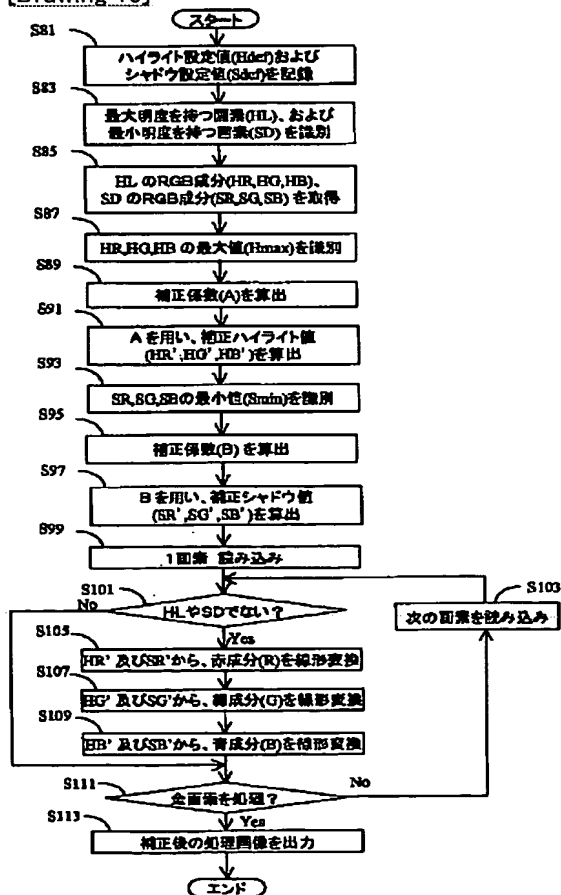 スタート
S81
ハイライト設定値(Hdef)および
シャドウ設定値(Sdef)を記録
S83
最大明度を持つ画素(HL)、および
最小明度を持つ画素(SD)を識別
S85
HLのRGB成分(HR,HG,HB)、
SDのRGB成分(SR,SG,SB)を取得
S87
HR,HG,HBの最大値(Hmax)を識別
S89
補正係数(A)を算出
S91
Aを用い、補正ハイライト値
(HR',HG',HB')を算出
S93
SR,SG,SBの最小値(Smin)を識別
S95
補正係数(B)を算出
S97
Bを用い、補正シャドウ値
(SR',SG',SB')を算出
S99
1画素 読み込み
S101
No
HLやSDでない?
Yes
S103
次の画素を読み込み
S105
HR'及びSR'から、赤成分(R)を線形変換
S107
HG'及びSG'から、緑成分(G)を線形変換
S109
HB'及びSB'から、青成分(B)を線形変換
S111
全画素を処理?
No
Yes
S113
補正後の処理画像を出力
エンド